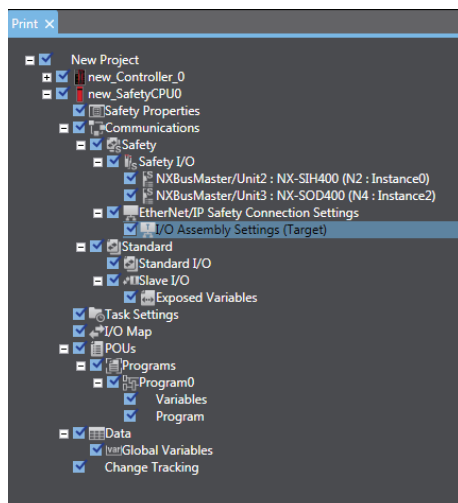 Print ×
New Project
new_Controller_0
new_SafetyCPU0
Safety Properties
Communications
Safety
Safety I/O
NXBusMaster/Unit2 : NX-SIH400 (N2 : Instance0)
NXBusMaster/Unit3 : NX-SOD400 (N4 : Instance2)
EtherNet/IP Safety Connection Settings
I/O Assembly Settings (Target)
Standard
Standard I/O
Slave I/O
Exposed Variables
Task Settings
I/O Map
POUs
Programs
Program0
Variables
Program
Data
Global Variables
Change Tracking